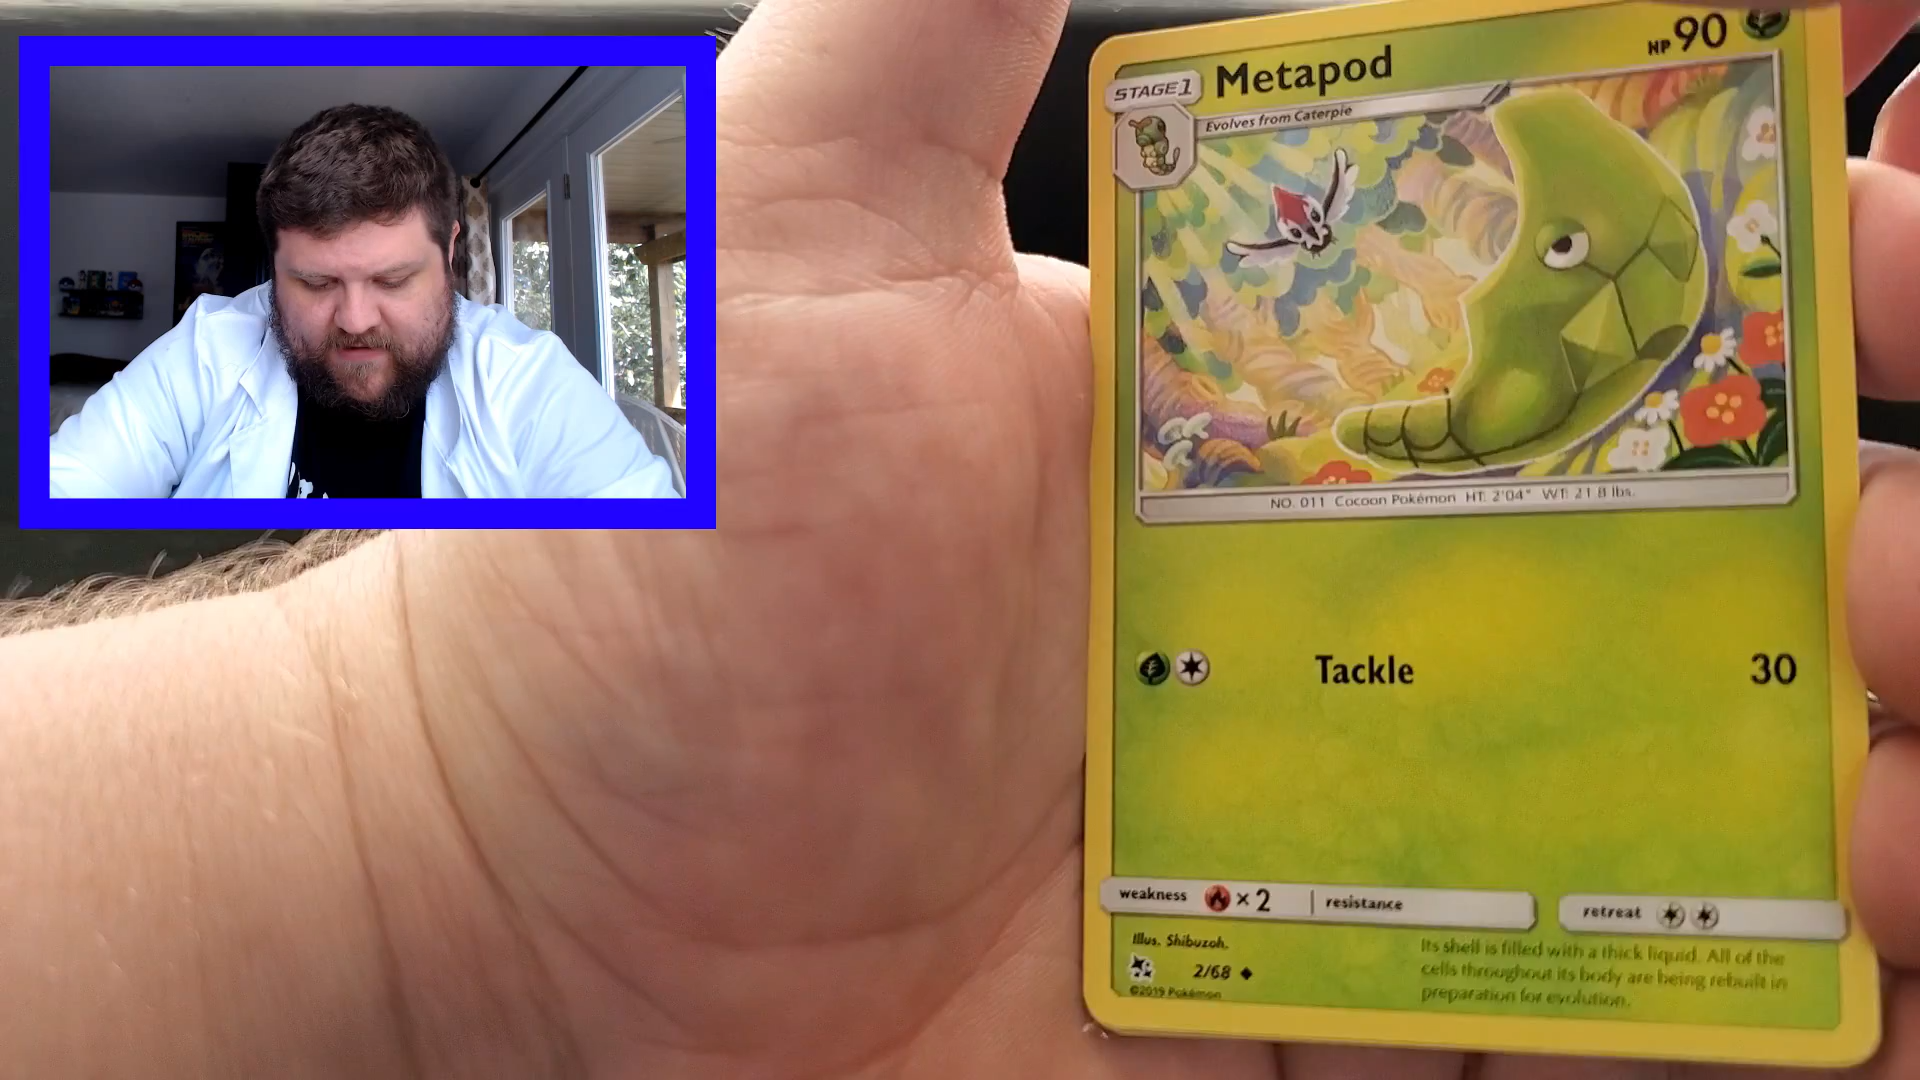 STAGE1 Metapod HP 90
Evolves from Caterpie
NO. 011 Cocoon Pokémon HT: 2'04" WT: 21.8 lbs.
Tackle 30
weakness × 2 resistance retreat
Illus. Shibuzoh.
2/68
©2019 Pokémon
Its shell is filled with a thick liquid. All of the
cells throughout its body are being rebuilt in
preparation for evolution.